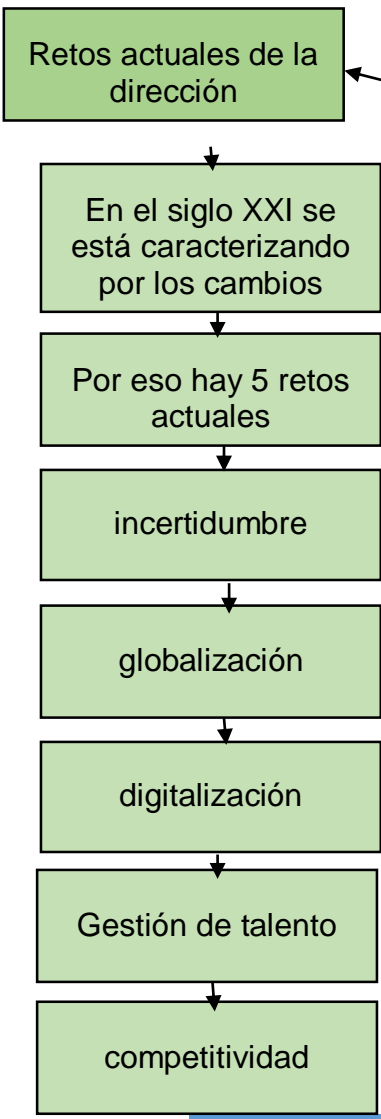 Retos actuales de la
dirección
En el siglo XXI se
está caracterizando
por los cambios
Por eso hay 5 retos
actuales
incertidumbre
globalización
digitalización
Gestión de talento
competitividad